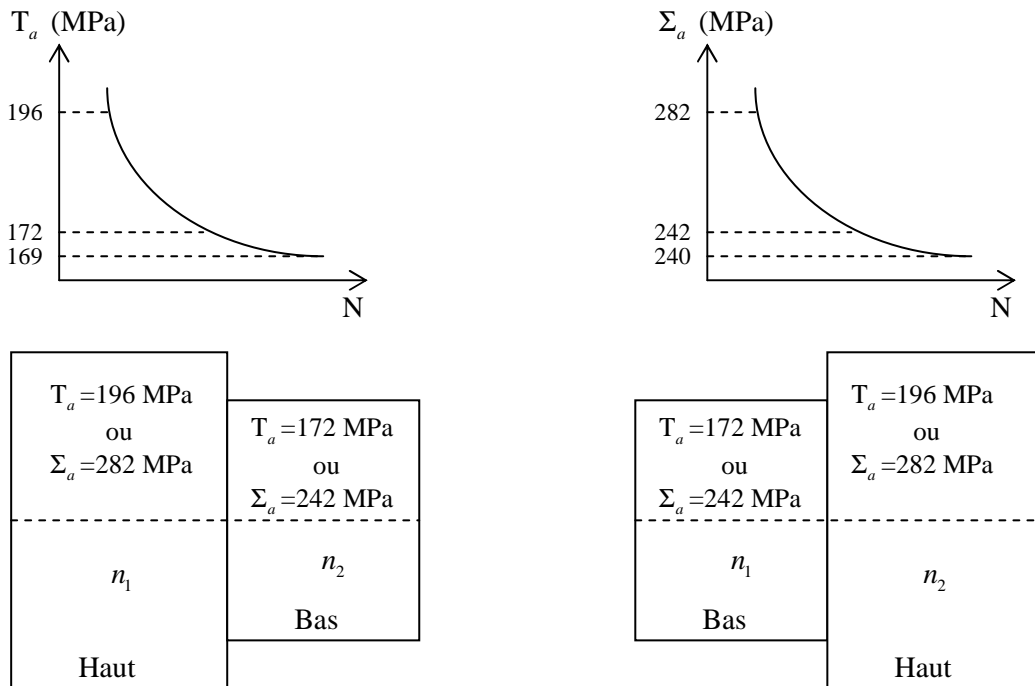 T_a (MPa)
196
172
169
N
Σ_a (MPa)
282
242
240
N
T_a =196 MPa
ou
Σ_a =282 MPa
n_1
Haut
T_a =172 MPa
ou
Σ_a =242 MPa
n_2
Bas
T_a =172 MPa
ou
Σ_a =242 MPa
n_1
Bas
T_a =196 MPa
ou
Σ_a =282 MPa
n_2
Haut